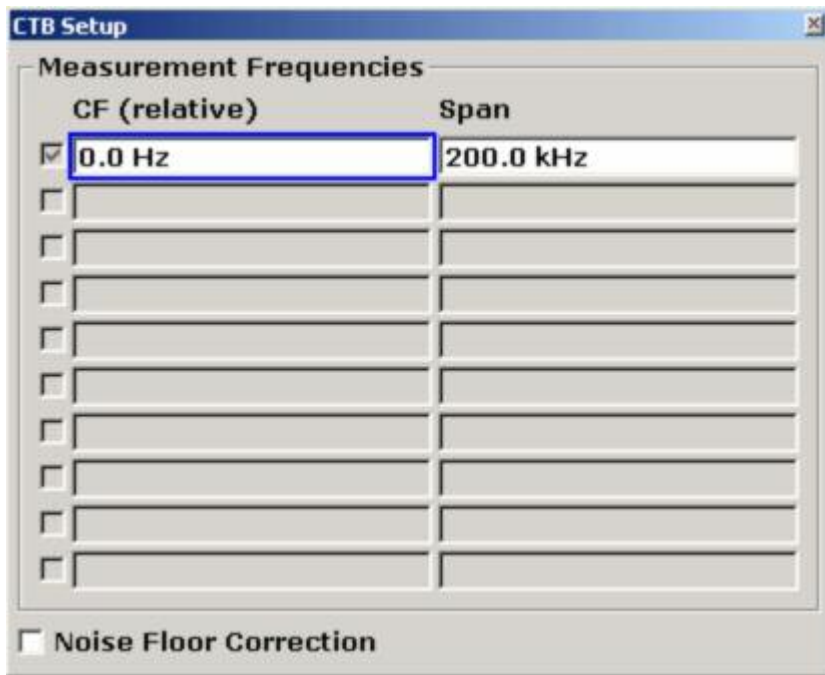 CTB Setup
Measurement Frequencies
CF (relative) Span
0.0 Hz 200.0 kHz
Noise Floor Correction